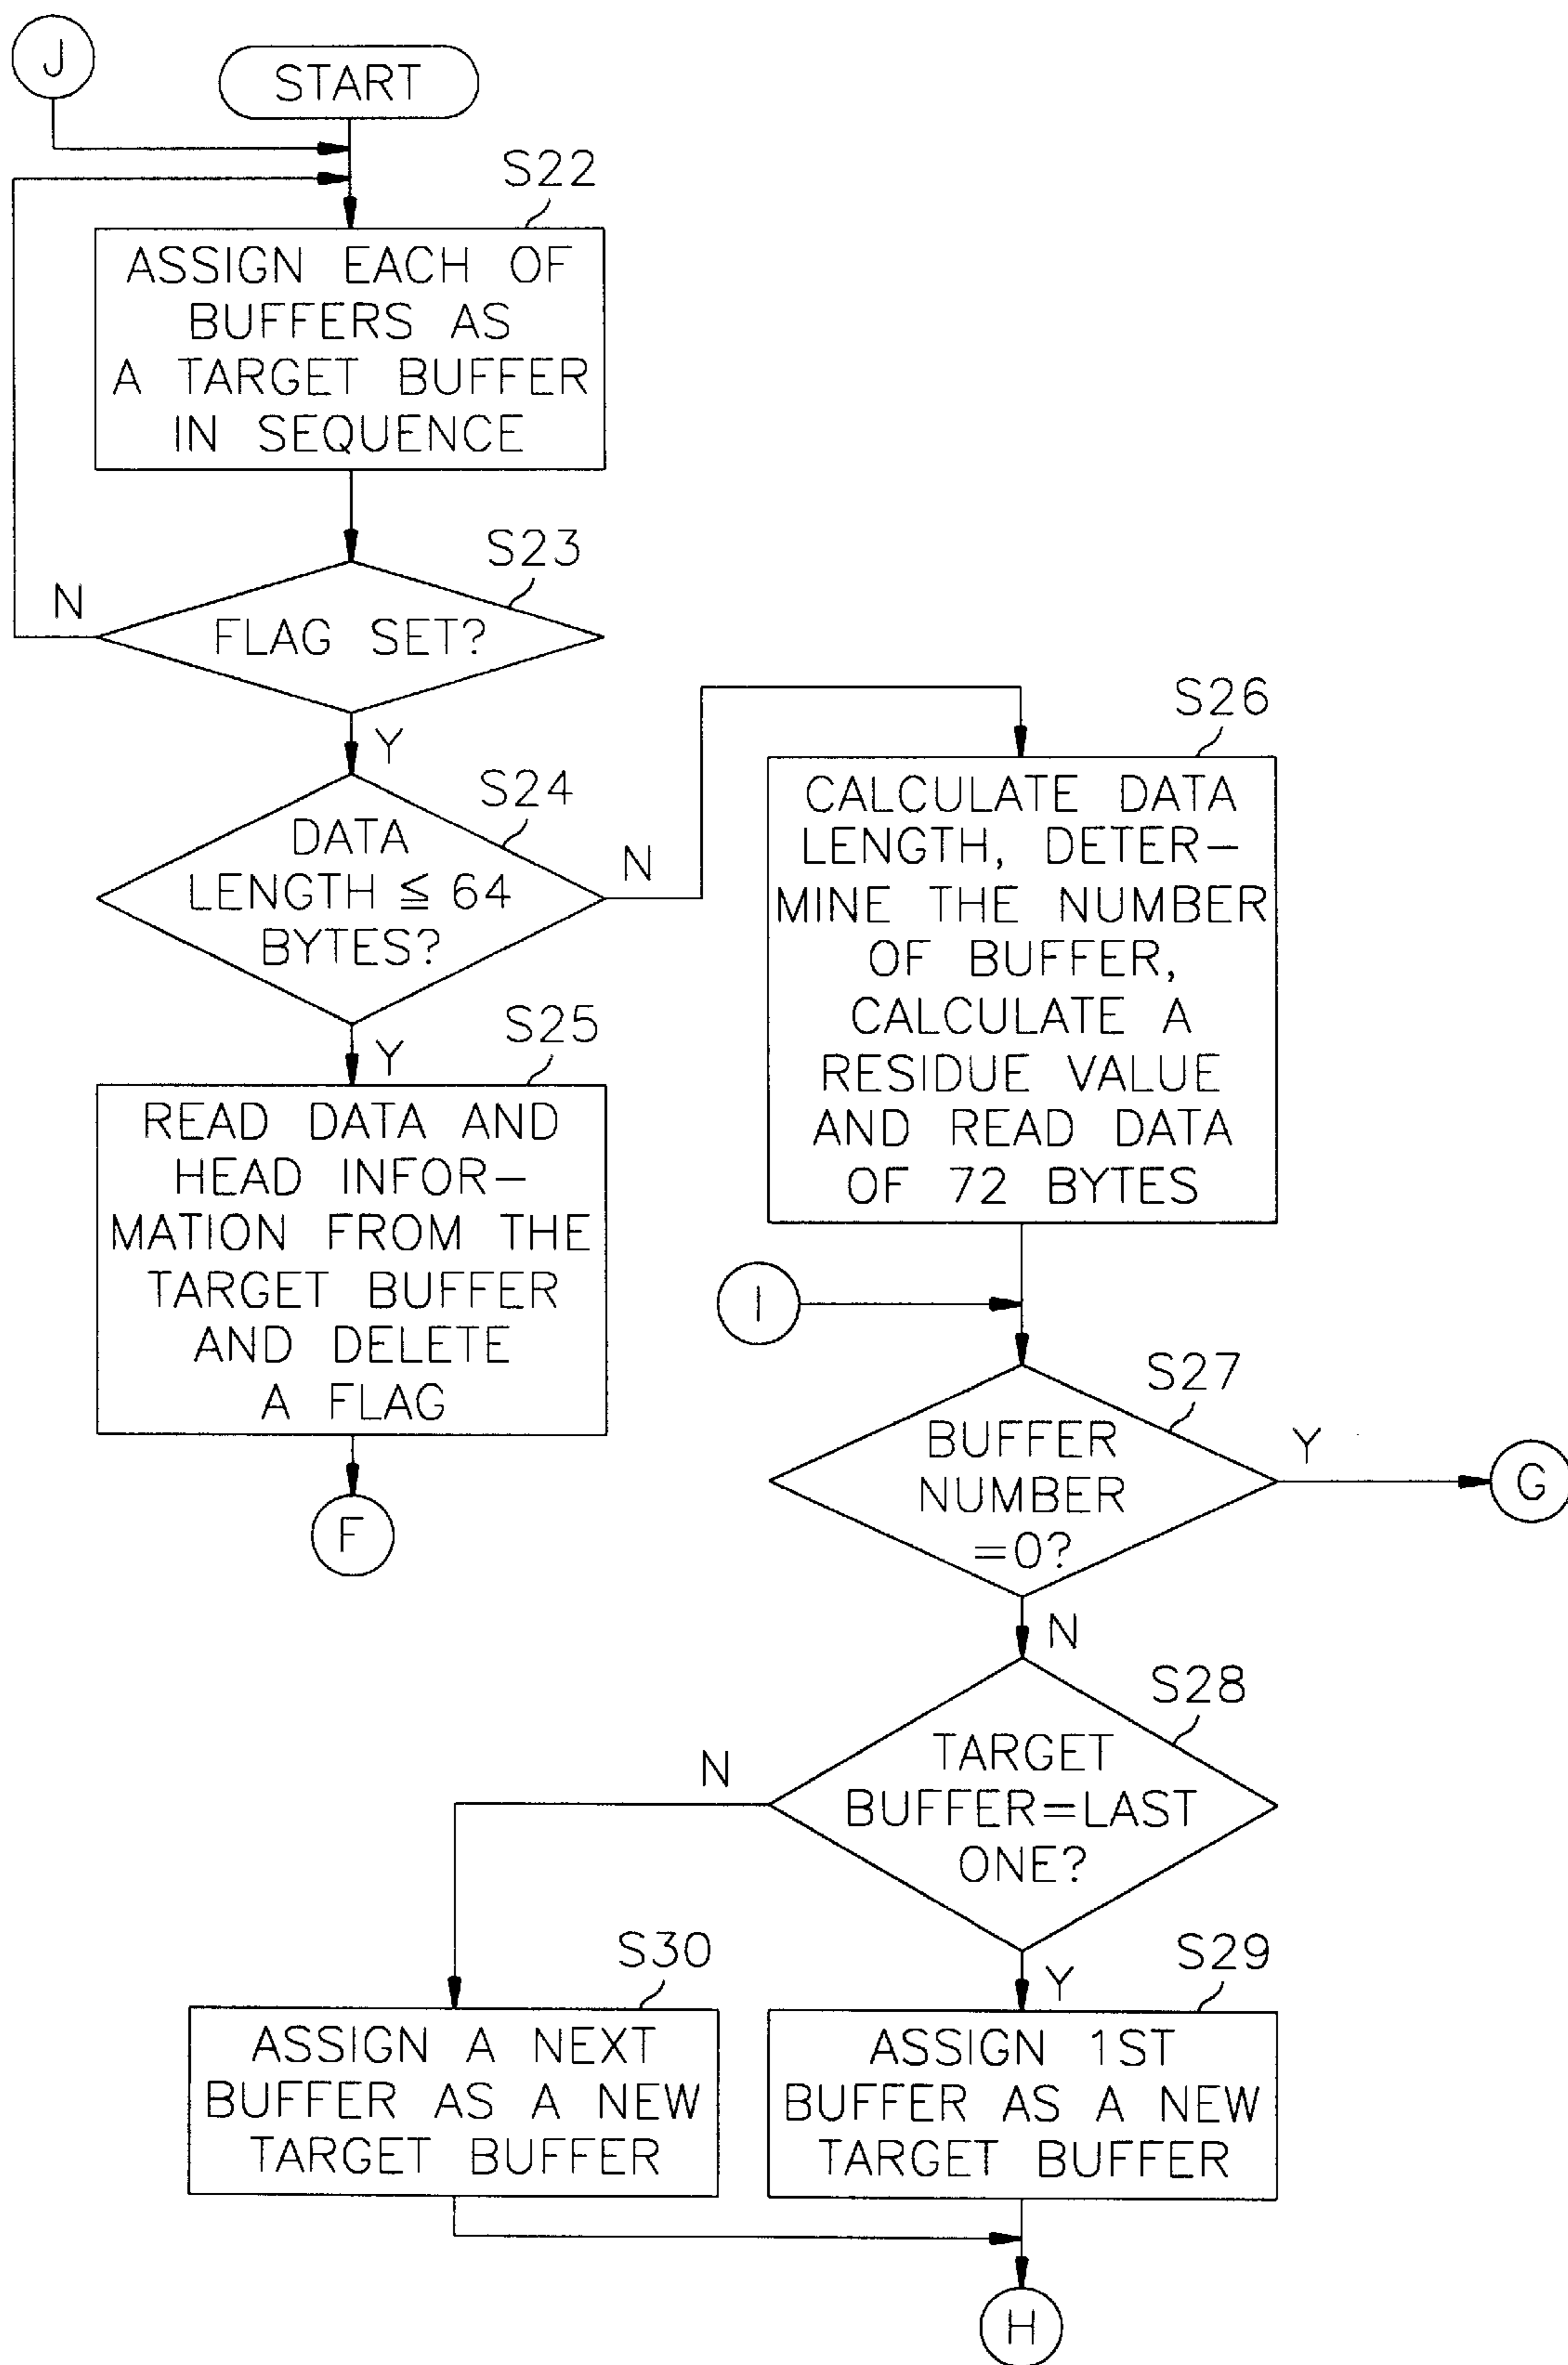 J
START
S22
ASSIGN EACH OF
BUFFERS AS
A TARGET BUFFER
IN SEQUENCE
S23
N
FLAG SET?
Y
S24
DATA
LENGTH ≦ 64
BYTES?
N
Y
S25
READ DATA AND
HEAD INFOR-
MATION FROM THE
TARGET BUFFER
AND DELETE
A FLAG
F
S26
CALCULATE DATA
LENGTH, DETER-
MINE THE NUMBER
OF BUFFER,
CALCULATE A
RESIDUE VALUE
AND READ DATA
OF 72 BYTES
I
S27
BUFFER
NUMBER
=0?
Y
G
N
S28
TARGET
BUFFER=LAST
ONE?
N
Y
S30
ASSIGN A NEXT
BUFFER AS A NEW
TARGET BUFFER
S29
ASSIGN 1ST
BUFFER AS A NEW
TARGET BUFFER
H